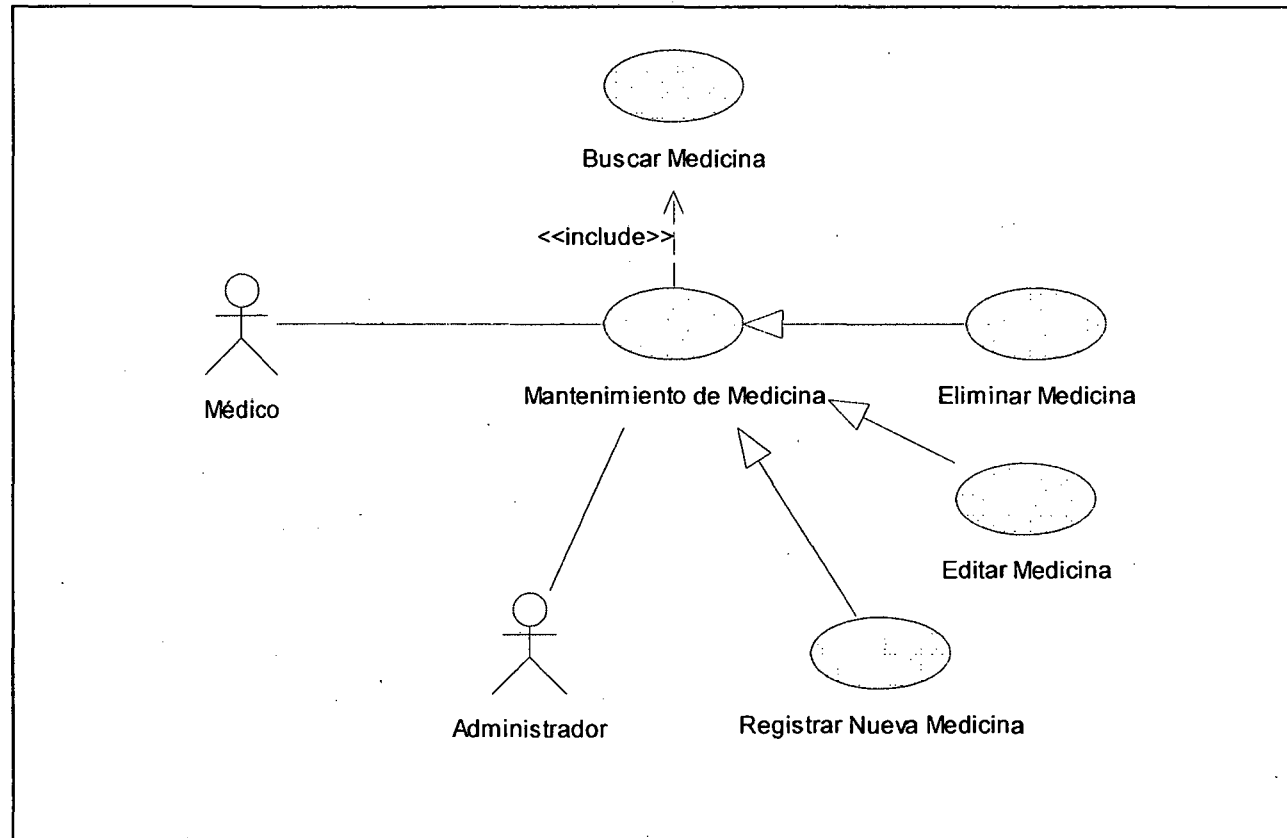 Buscar Medicina
<<include>>
Médico
Mantenimiento de Medicina
Eliminar Medicina
Editar Medicina
Administrador
Registrar Nueva Medicina